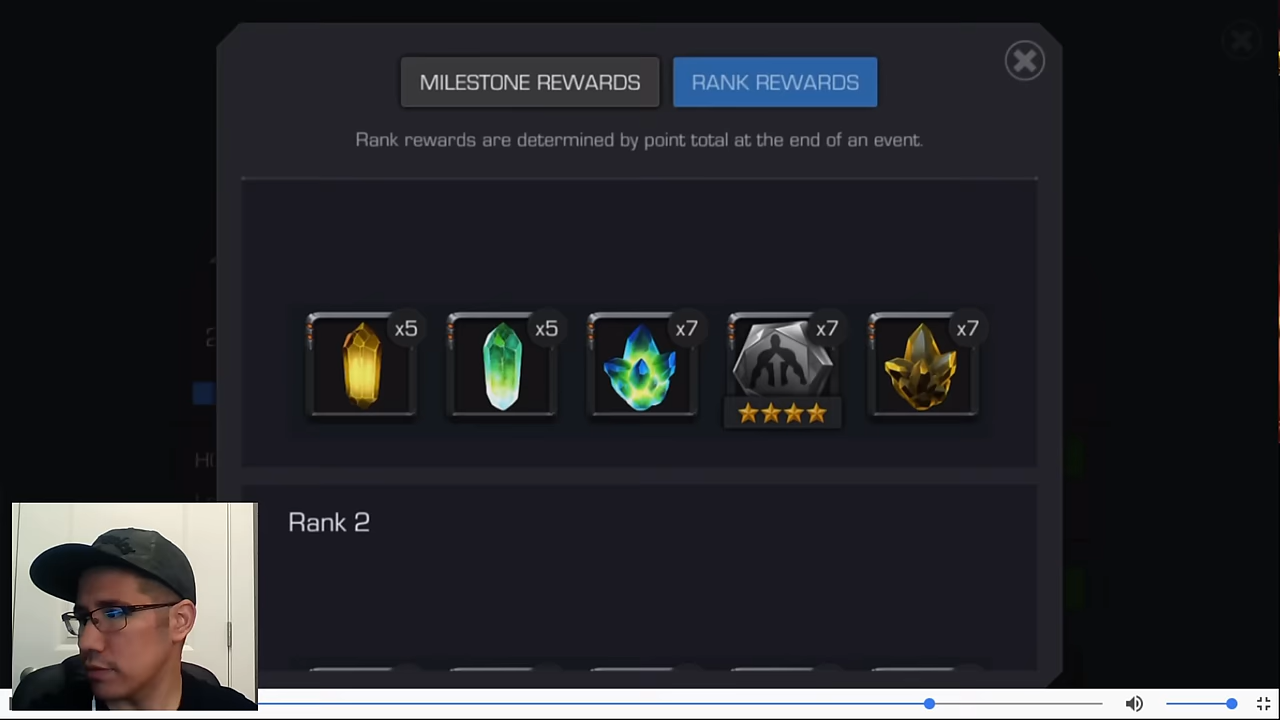 MILESTONE REWARDS
RANK REWARDS
Rank rewards are determined by point total at the end of an event.
x5
x5
x7
x7
x7
Rank 2